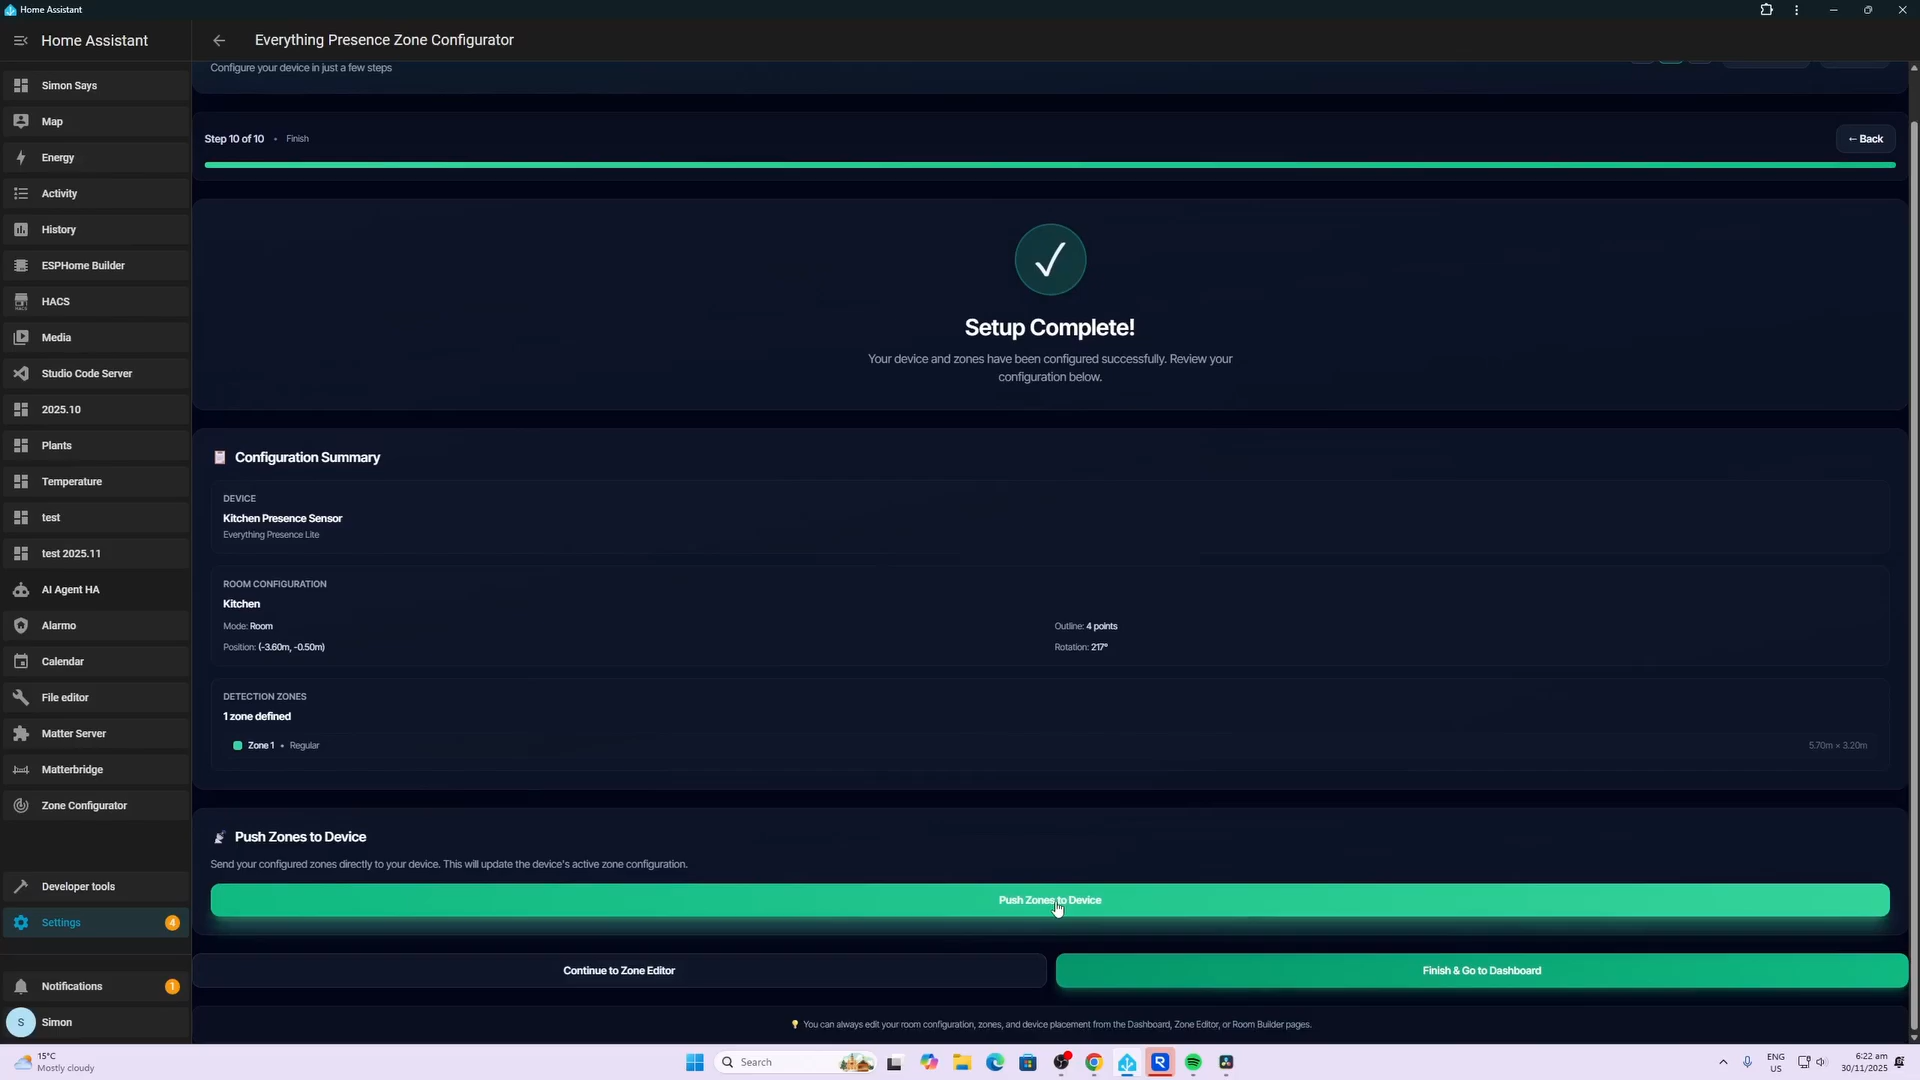 Home Assistant
Home Assistant
Everything Presence Zone Configurator
Configure your device in just a few steps
Simon Says
Map
Energy
Activity
History
ESPHome Builder
HACS
Media
Studio Code Server
2025.10
Plants
Temperature
test
test 2025.11
AI Agent HA
Alarmo
Calendar
File editor
Matter Server
Matterbridge
Zone Configurator
Developer tools
Settings 4
Notifications 1
S Simon
Step 10 of 10 • Finish
← Back
Setup Complete!
Your device and zones have been configured successfully. Review your
configuration below.
Configuration Summary
DEVICE
Kitchen Presence Sensor
Everything Presence Lite
ROOM CONFIGURATION
Kitchen
Mode: Room
Outline: 4 points
Position: (-3.60m, -0.50m)
Rotation: 217°
DETECTION ZONES
1 zone defined
Zone 1 • Regular
5.70m × 3.20m
Push Zones to Device
Send your configured zones directly to your device. This will update the device's active zone configuration.
Push Zones to Device
Continue to Zone Editor
Finish & Go to Dashboard
You can always edit your room configuration, zones, and device placement from the Dashboard, Zone Editor, or Room Builder pages.
15°C
Mostly cloudy
Search
ENG
US
6:22 am
30/11/2025